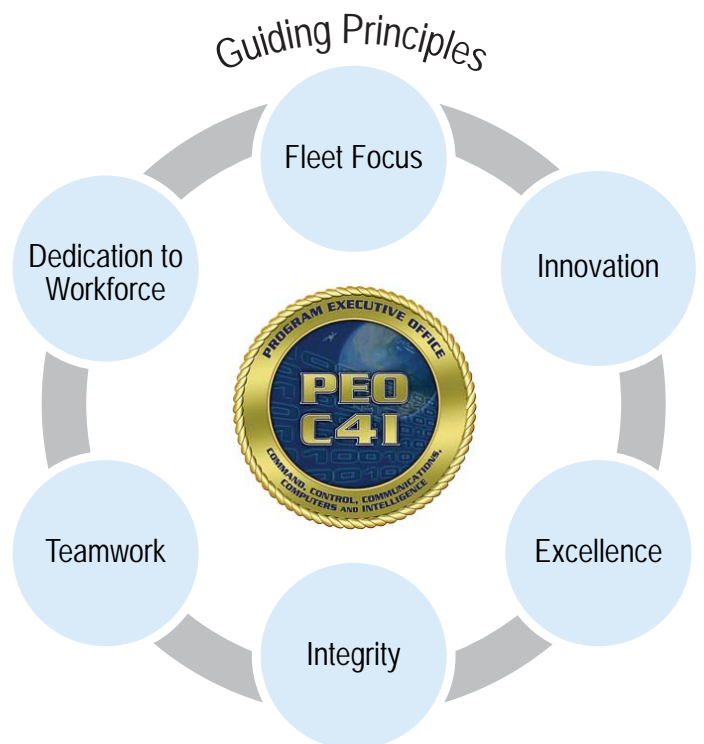 Guiding Principles
Fleet Focus
Innovation
Excellence
Integrity
Teamwork
Dedication to
Workforce
PROGRAM EXECUTIVE OFFICE
PEO
C4I
COMMAND, CONTROL, COMMUNICATIONS,
COMPUTERS AND INTELLIGENCE